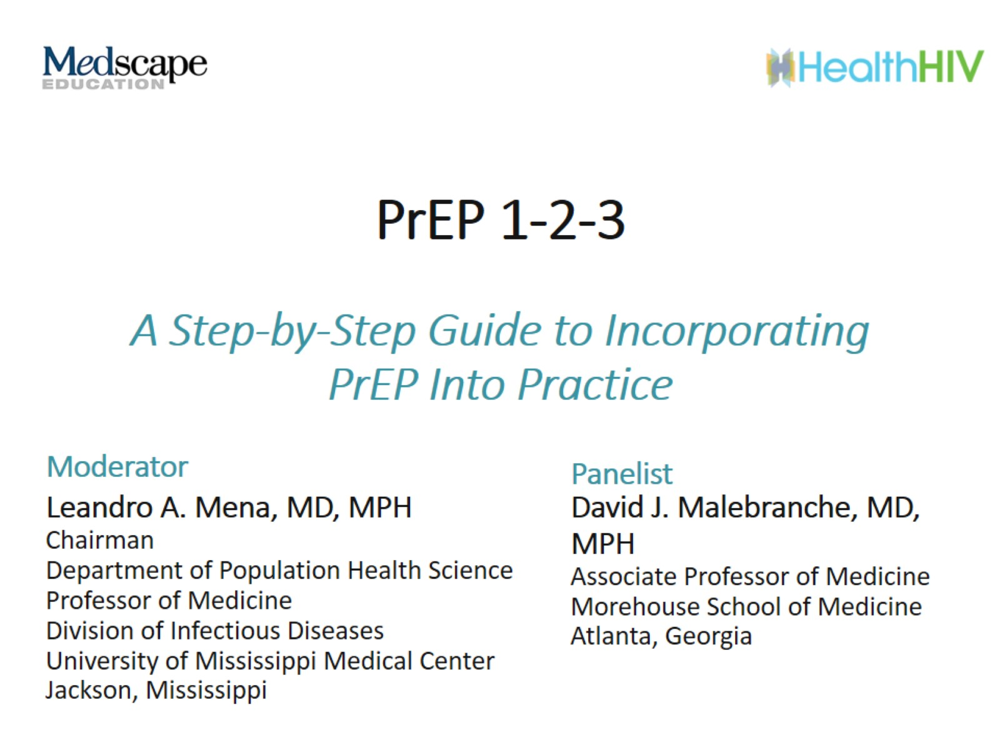 Medscape
EDUCATION
HealthHIV
PrEP 1-2-3
A Step-by-Step Guide to Incorporating
PrEP Into Practice
Moderator
Leandro A. Mena, MD, MPH
Chairman
Department of Population Health Science
Professor of Medicine
Division of Infectious Diseases
University of Mississippi Medical Center
Jackson, Mississippi
Panelist
David J. Malebranche, MD,
MPH
Associate Professor of Medicine
Morehouse School of Medicine
Atlanta, Georgia